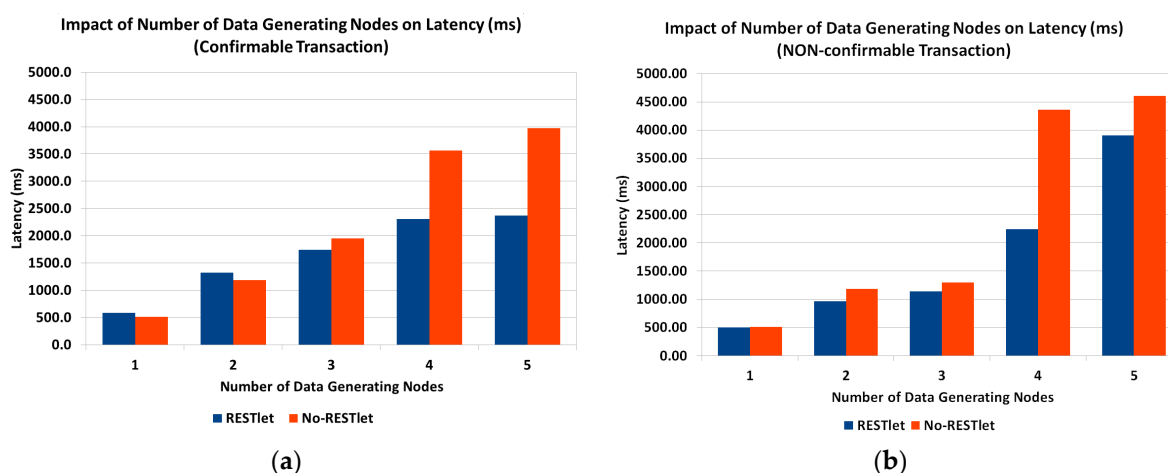 Impact of Number of Data Generating Nodes on Latency (ms)
(Confirmable Transaction)
5000.0
4500.0
4000.0
3500.0
3000.0
2500.0
2000.0
1500.0
1000.0
500.0
0.0
Latency (ms)
1 2 3 4 5
Number of Data Generating Nodes
RESTlet No-RESTlet
(a)
Impact of Number of Data Generating Nodes on Latency (ms)
(NON-confirmable Transaction)
5000.00
4500.00
4000.00
3500.00
3000.00
2500.00
2000.00
1500.00
1000.00
500.00
0.00
Latency (ms)
1 2 3 4 5
Number of Data Generating Nodes
RESTlet No-RESTlet
(b)